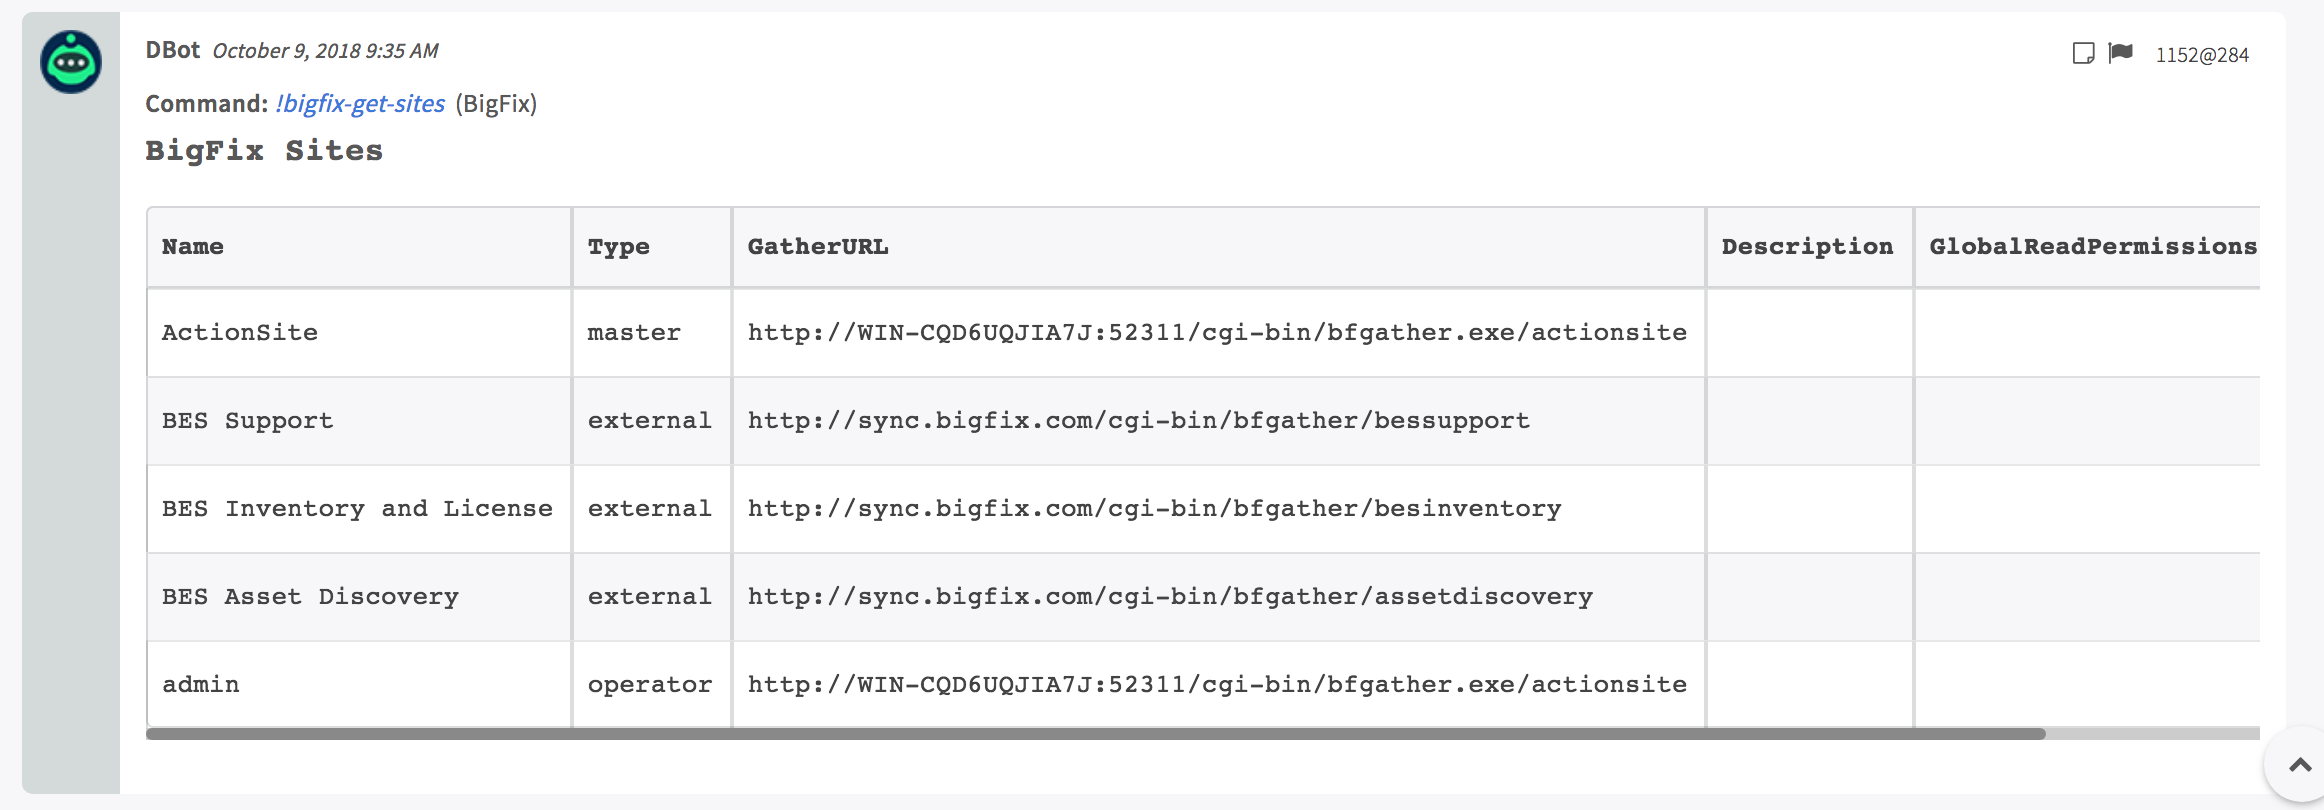 DBot October 9, 2018 9:35 AM 1152@284
Command: !bigfix-get-sites (BigFix)
BigFix Sites
Name Type GatherURL Description GlobalReadPermissions
ActionSite master http://WIN-CQD6UQJIA7J:52311/cgi-bin/bfgather.exe/actionsite
BES Support external http://sync.bigfix.com/cgi-bin/bfgather/bessupport
BES Inventory and License external http://sync.bigfix.com/cgi-bin/bfgather/besinventory
BES Asset Discovery external http://sync.bigfix.com/cgi-bin/bfgather/assetdiscovery
admin operator http://WIN-CQD6UQJIA7J:52311/cgi-bin/bfgather.exe/actionsite